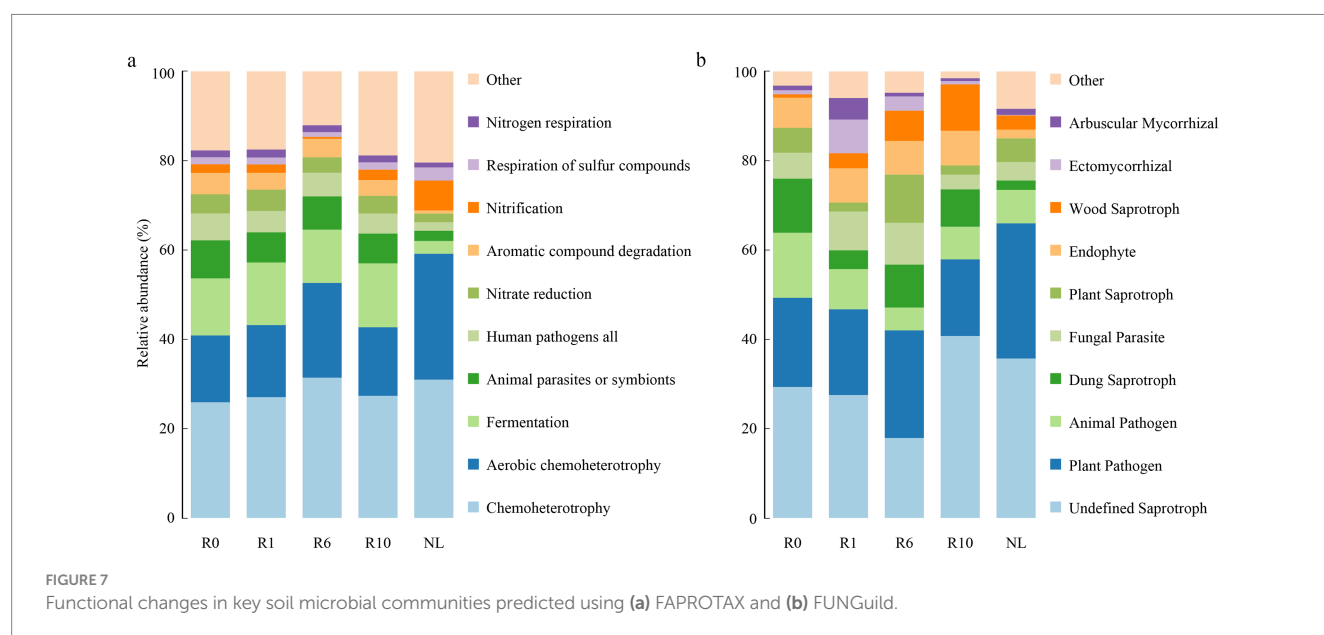 a
100
80
60
40
20
0
Relative abundance (%)
R0 R1 R6 R10 NL
Other
Nitrogen respiration
Respiration of sulfur compounds
Nitrification
Aromatic compound degradation
Nitrate reduction
Human pathogens all
Animal parasites or symbionts
Fermentation
Aerobic chemoheterotrophy
Chemoheterotrophy
b
100
80
60
40
20
0
R0 R1 R6 R10 NL
Other
Arbuscular Mycorrhizal
Ectomycorrhizal
Wood Saprotroph
Endophyte
Plant Saprotroph
Fungal Parasite
Dung Saprotroph
Animal Pathogen
Plant Pathogen
Undefined Saprotroph
FIGURE 7
Functional changes in key soil microbial communities predicted using (a) FAPROTAX and (b) FUNGuild.